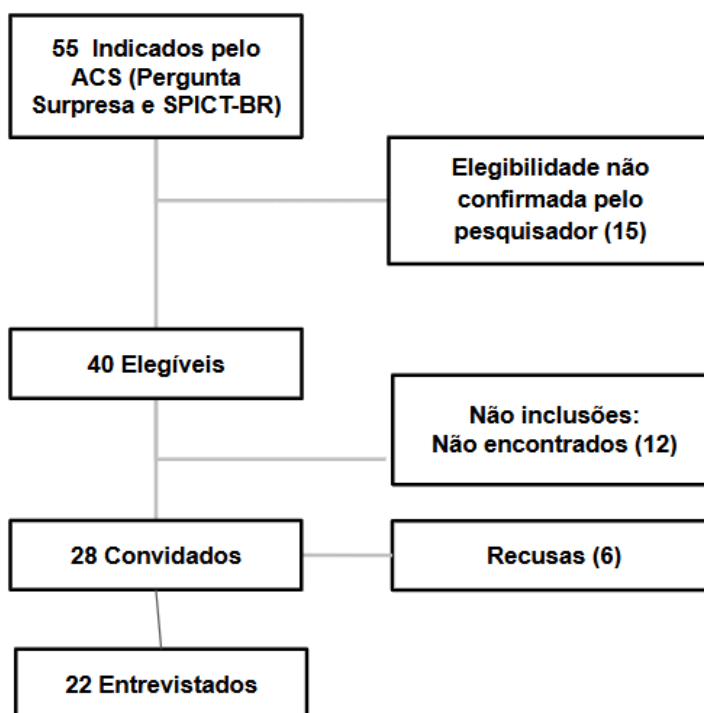 55 Indicados pelo
ACS (Pergunta
Surpresa e SPICT-BR)
Elegibilidade não
confirmada pelo
pesquisador (15)
40 Elegíveis
Não inclusões:
Não encontrados (12)
28 Convidados
Recusas (6)
22 Entrevistados